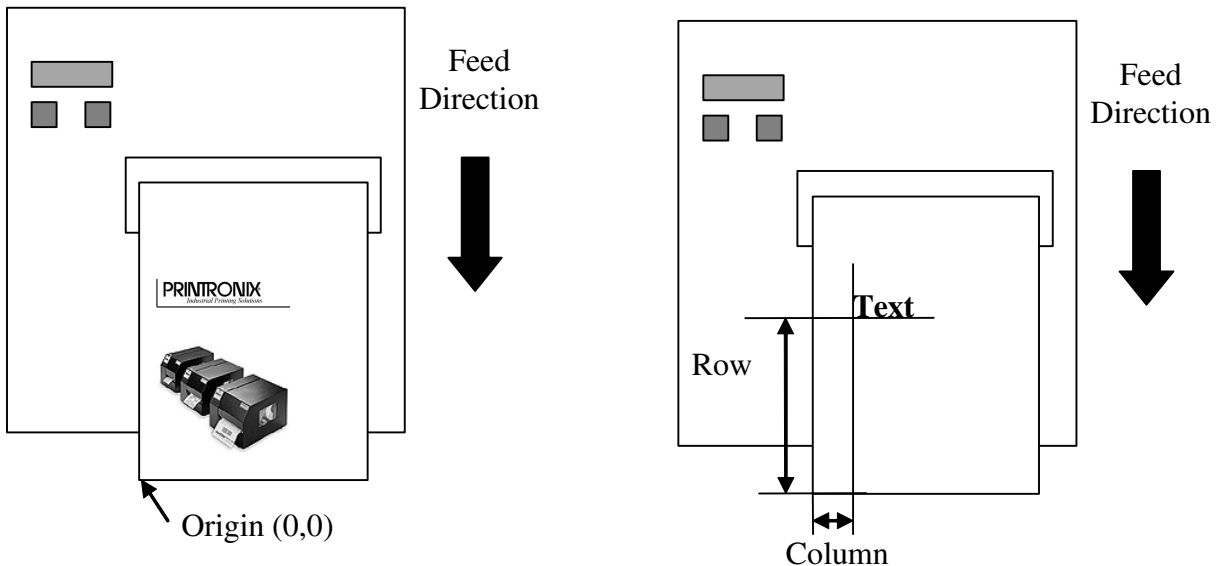 Feed
Direction
PRINTRONIX
Industrial Printing Solutions
Origin (0,0)
Feed
Direction
Text
Row
Column